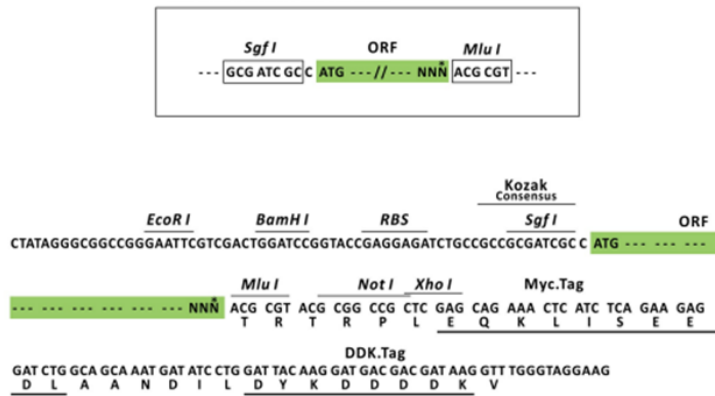 Sgf I ORF Mlu I
--- GCG ATC GC C ATG --- // --- NNN* ACG CGT ---
Kozak
Consensus
EcoR I BamH I RBS Sgf I ORF
CTATAGGGCGGCCGGGAATTCGTCGACTGGATCCGGTACCGAGGAGATCTGCCGCCGCGATCGC C ATG --- --- ---
Mlu I Not I Xho I Myc.Tag
--- --- --- --- --- --- NNN* ACG CGT ACG CGG CCG CTC GAG CAG AAA CTC ATC TCA GAA GAG
T R T R P L E Q K L I S E E
DDK.Tag
GAT CTG GCA GCA AAT GAT ATC CTG GAT TAC AAG GAT GAC GAC GATAAG GTT TGGGTAGGAAG
D L A A N D I L D Y K D D D D K V